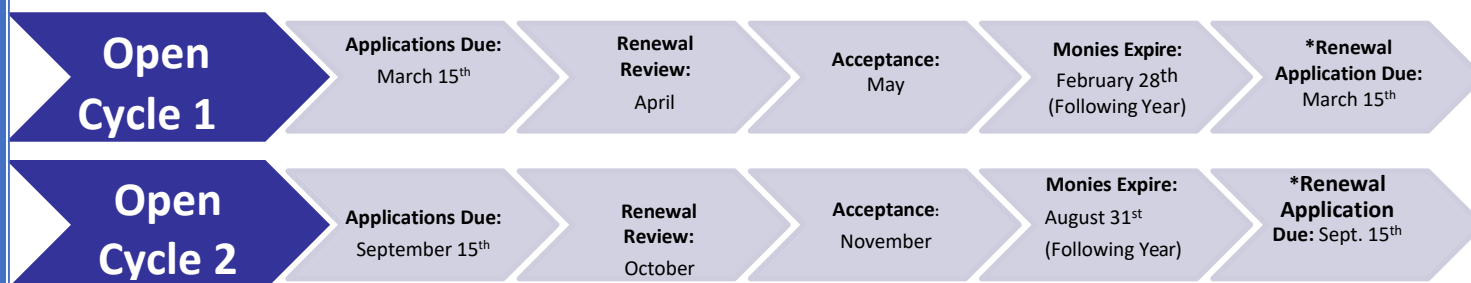 Open
Cycle 1
Applications Due:
March 15th
Renewal
Review:
April
Acceptance:
May
Monies Expire:
February 28th
(Following Year)
*Renewal
Application Due:
March 15th
Open
Cycle 2
Applications Due:
September 15th
Renewal
Review:
October
Acceptance:
November
Monies Expire:
August 31st
(Following Year)
*Renewal
Application
Due: Sept. 15th